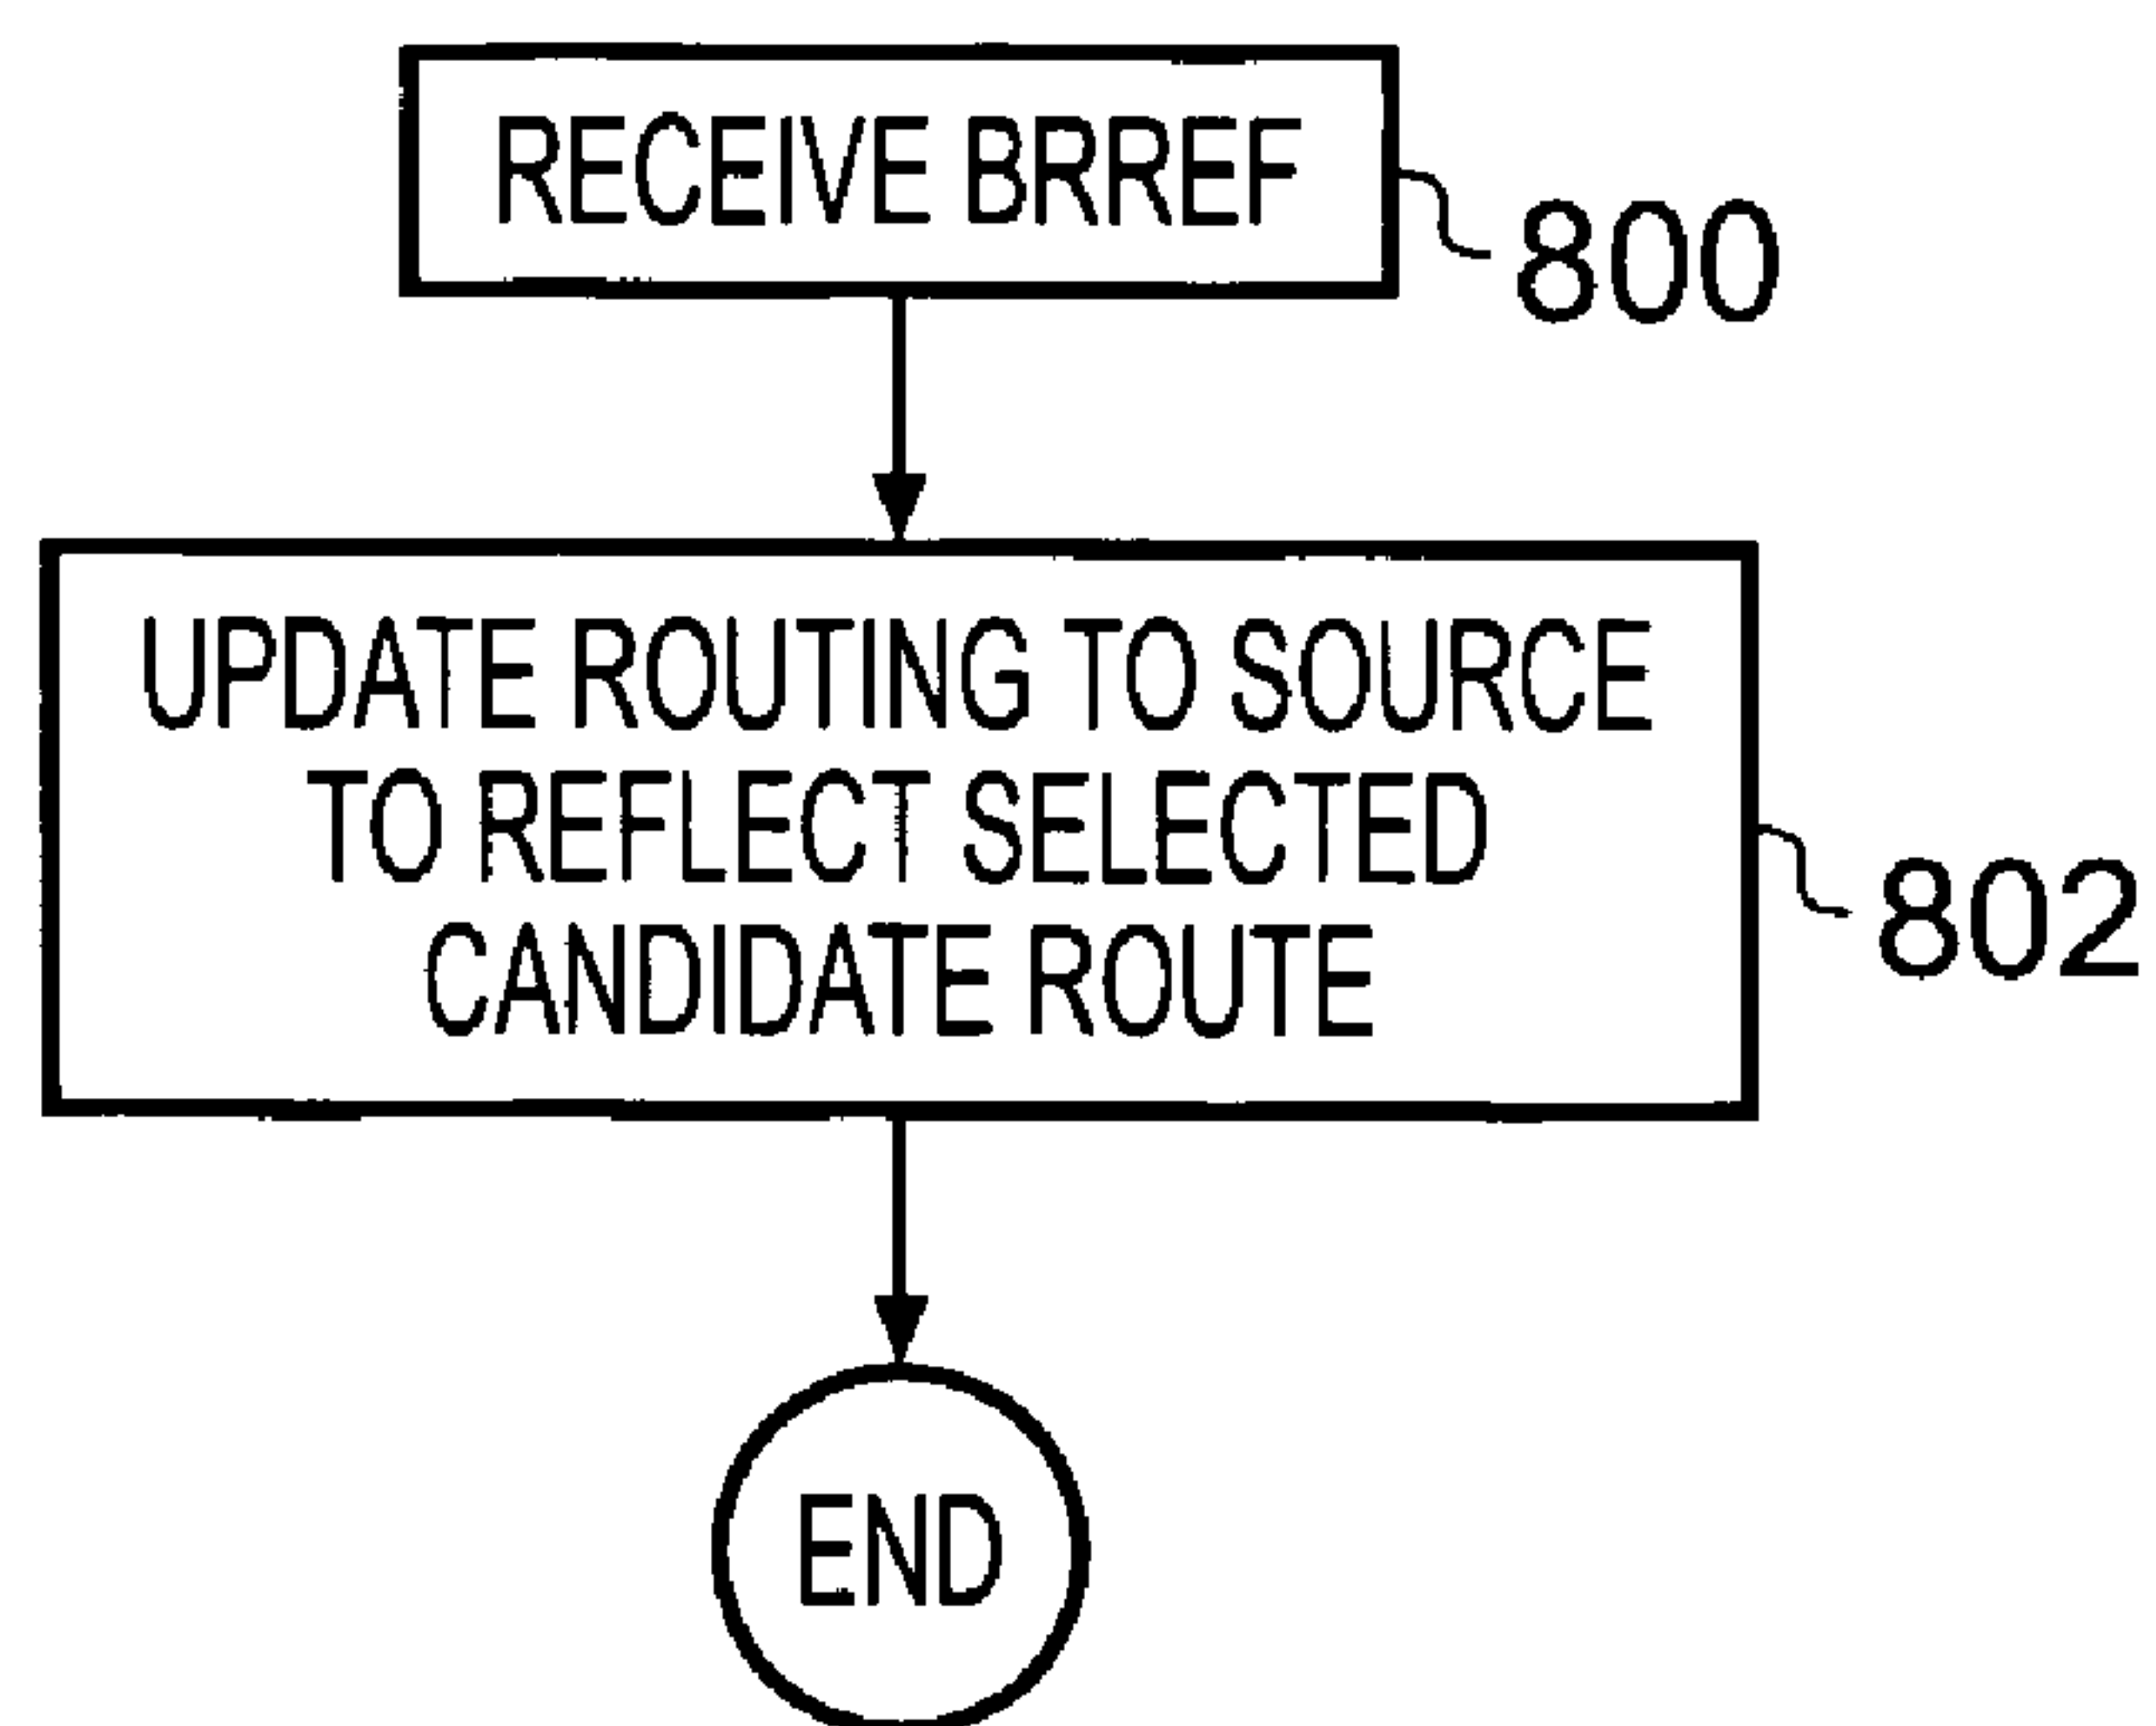 RECEIVE BRREF
800
UPDATE ROUTING TO SOURCE
TO REFLECT SELECTED
CANDIDATE ROUTE
802
END